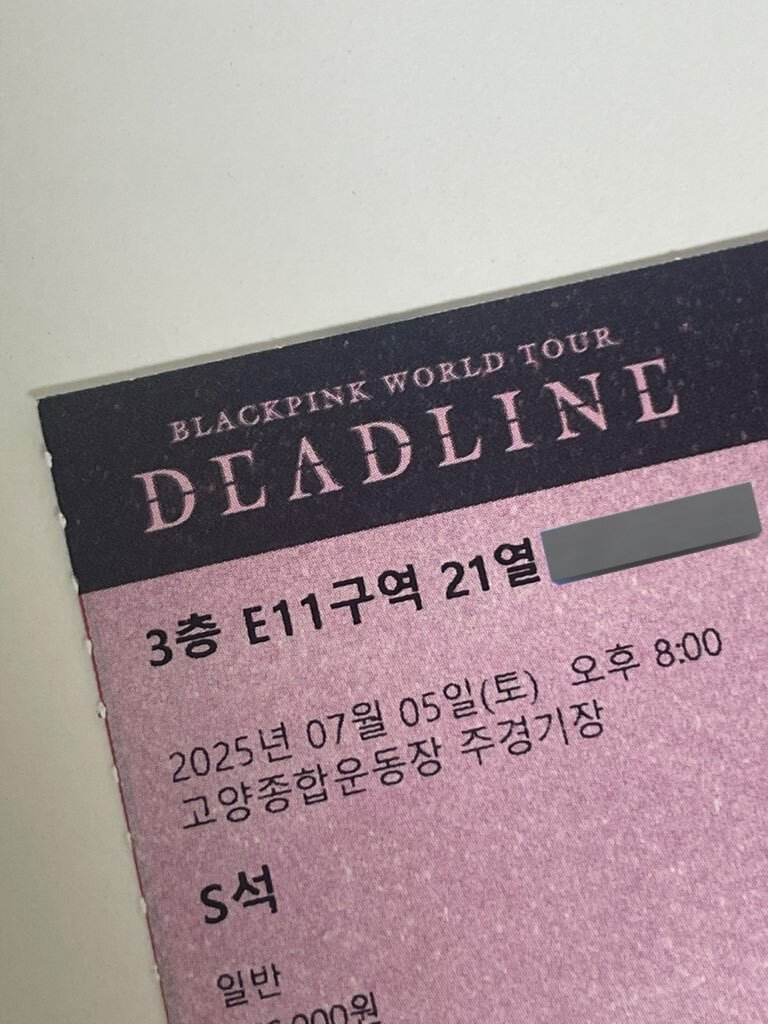 BLACKPINK WORLD TOUR
DEADLINE
3층 E11구역 21열
2025년 07월 05일(토) 오후 8:00
고양종합운동장 주경기장
S석
일반